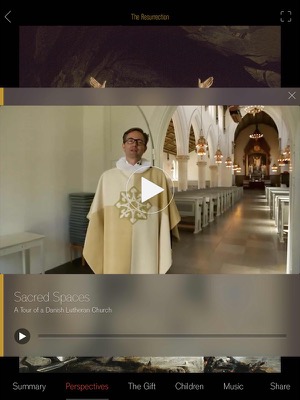 The Resurrection
Sacred Spaces
A Tour of a Danish Lutheran Church
Summary Perspectives The Gift Children Music Share